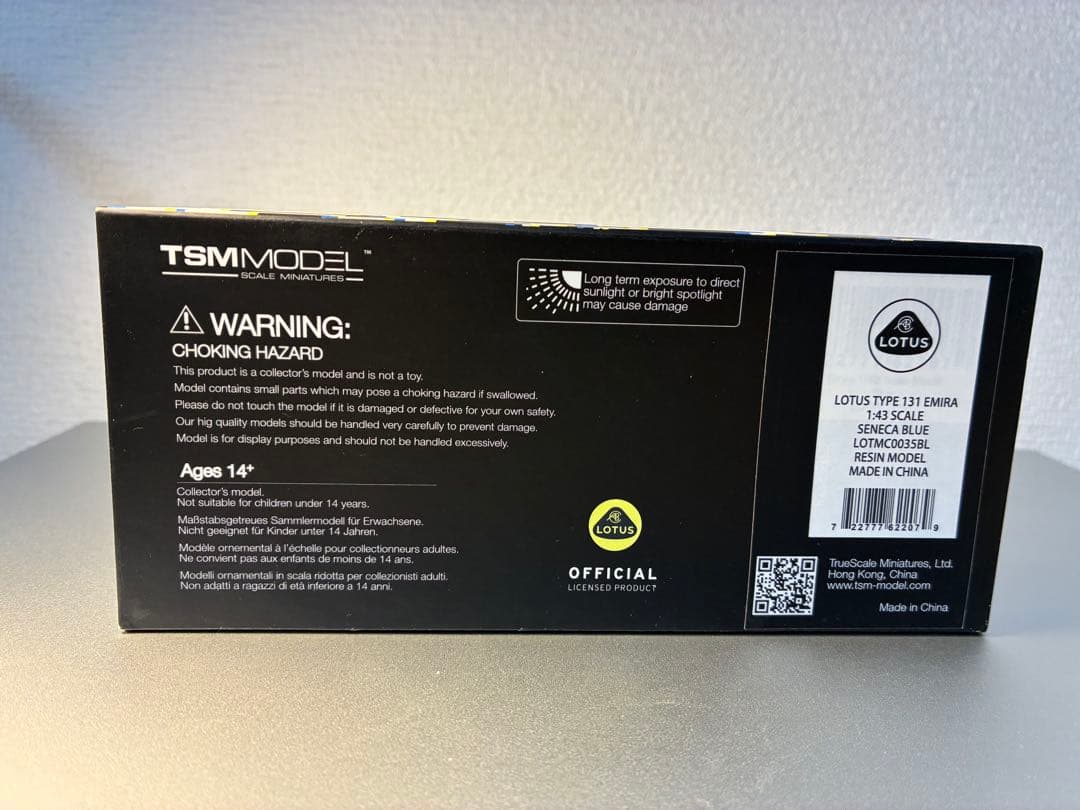 TSMMODEL™
SCALE MINIATURES
WARNING:
CHOKING HAZARD
This product is a collector's model and is not a toy.
Model contains small parts which may pose a choking hazard if swallowed.
Please do not touch the model if it is damaged or defective for your own safety.
Our hig quality models should be handled very carefully to prevent damage.
Model is for display purposes and should not be handled excessively.
Ages 14+
Collector's model.
Not suitable for children under 14 years.
Maßstabsgetreues Sammlermodell für Erwachsene.
Nicht geeignet für Kinder unter 14 Jahren.
Modèle ornemental à l'échelle pour collectionneurs adultes.
Ne convient pas aux enfants de moins de 14 ans.
Modelli ornamentali in scala ridotta per collezionisti adulti.
Non adatti a ragazzi di età inferiore a 14 anni.
Long term exposure to direct
sunlight or bright spotlight
may cause damage
LOTUS
OFFICIAL
LICENSED PRODUCT
LOTUS
LOTUS TYPE 131 EMIRA
1:43 SCALE
SENECA BLUE
LOTMC0035BL
RESIN MODEL
MADE IN CHINA
7 22777 62207 9
TrueScale Miniatures, Ltd.
Hong Kong, China
www.tsm-model.com
Made in China